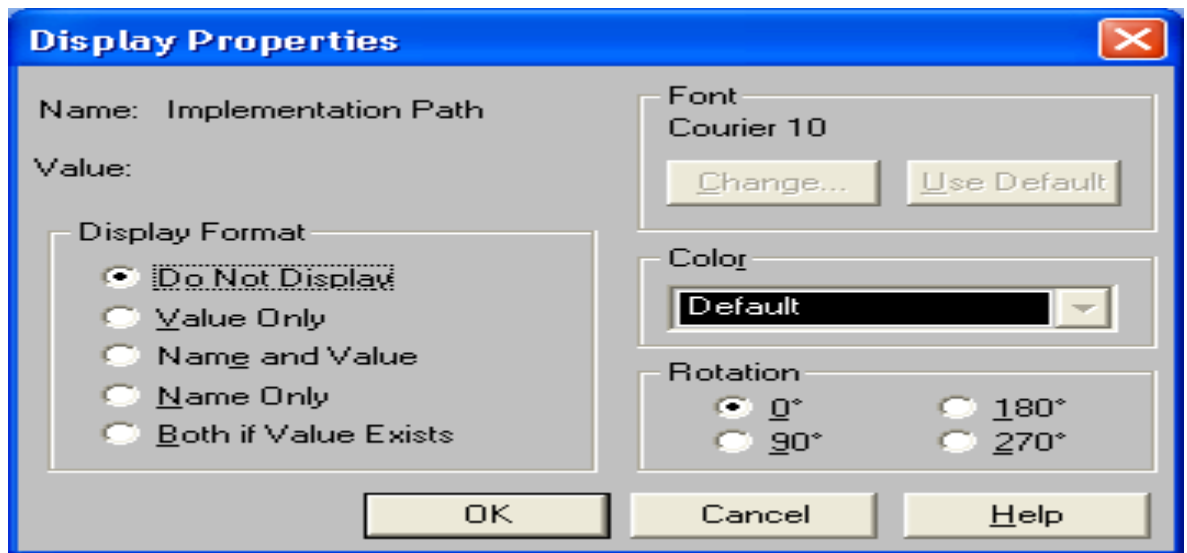 Display Properties
Name: Implementation Path
Value:
Display Format
Do Not Display
Value Only
Name and Value
Name Only
Both if Value Exists
Font
Courier 10
Change... Use Default
Color
Default
Rotation
0° 180°
90° 270°
OK Cancel Help